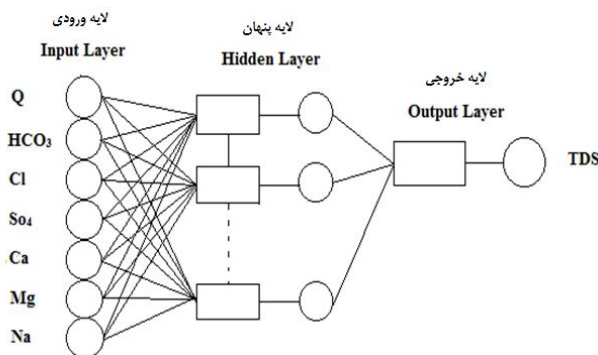 لایه ورودی
Input Layer
لایه پنهان
Hidden Layer
لایه خروجی
Output Layer
Q
HCO₃
Cl
So₄
Ca
Mg
Na
TDS